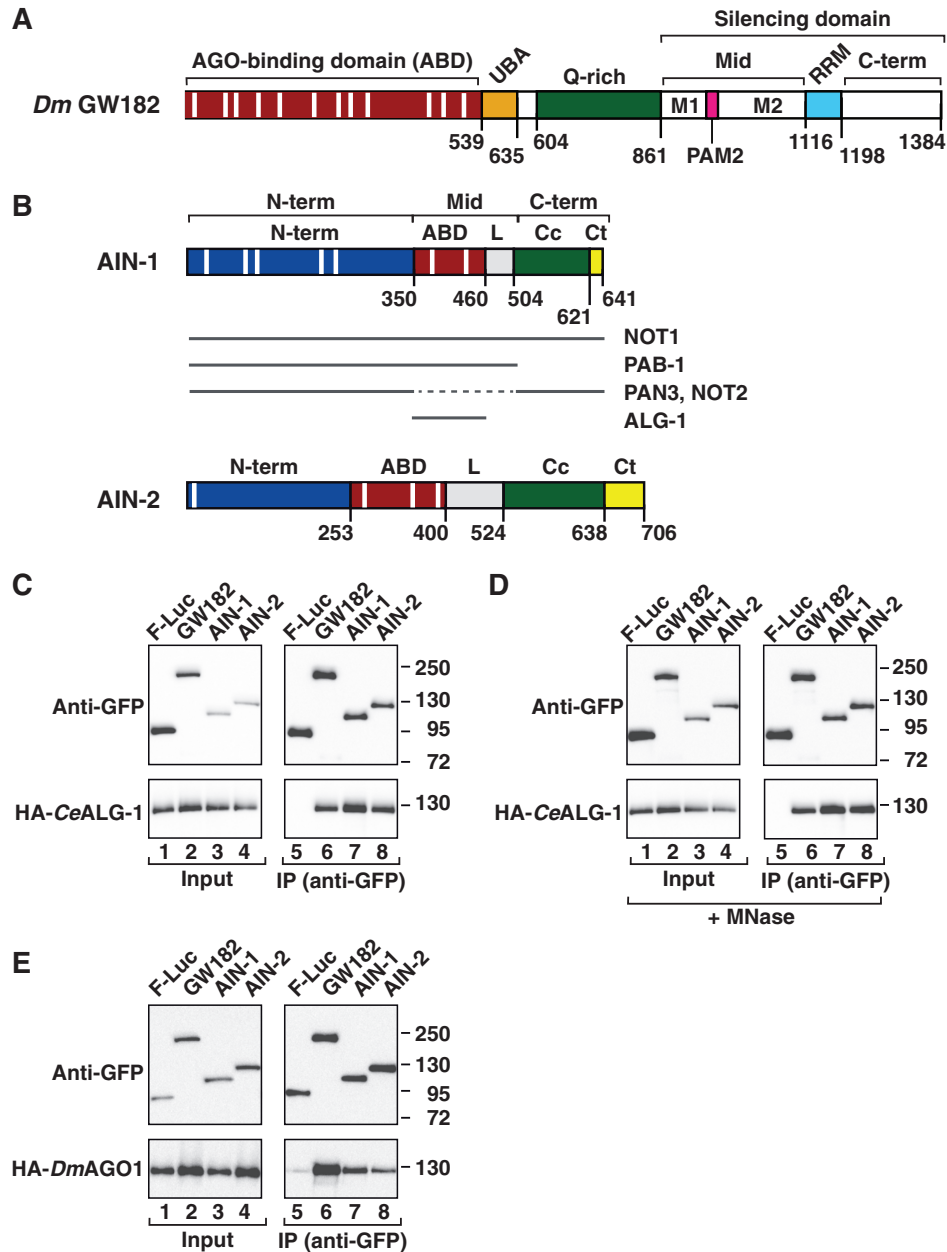 A
Silencing domain
AGO-binding domain (ABD)
UBA
Q-rich
Mid
RRM
C-term
Dm GW182
M1
M2
539
635
604
861
PAM2
1116
1198
1384
B
N-term
Mid
C-term
N-term
ABD
L
Cc
Ct
AIN-1
350
460
504
621
641
NOT1
PAB-1
PAN3, NOT2
ALG-1
N-term
ABD
L
Cc
Ct
AIN-2
253
400
524
638
706
C
F-Luc
GW182
AIN-1
AIN-2
F-Luc
GW182
AIN-1
AIN-2
Anti-GFP
250
130
95
72
HA-CeALG-1
130
1 2 3 4
5 6 7 8
Input
IP (anti-GFP)
D
F-Luc
GW182
AIN-1
AIN-2
F-Luc
GW182
AIN-1
AIN-2
Anti-GFP
250
130
95
72
HA-CeALG-1
130
1 2 3 4
5 6 7 8
Input
IP (anti-GFP)
+ MNase
E
F-Luc
GW182
AIN-1
AIN-2
F-Luc
GW182
AIN-1
AIN-2
Anti-GFP
250
130
95
72
HA-DmAGO1
130
1 2 3 4
5 6 7 8
Input
IP (anti-GFP)